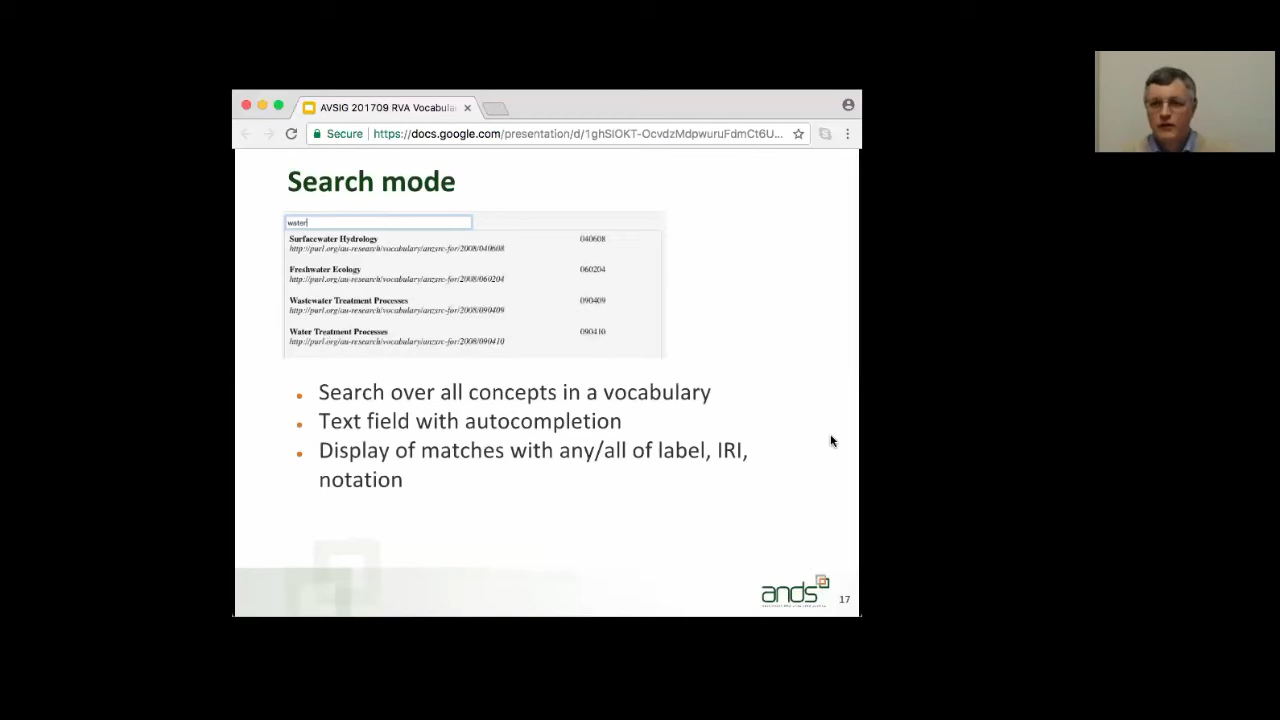 AVSIG 201709 RVA Vocabula
Secure
https://docs.google.com/presentation/d/1ghSIOKT-OcvdzMdpwuruFdmCt6U...
Search mode
water
Surfacewater Hydrology 040608
http://purl.org/au-research/vocabulary/anzsrc-for/2008/040608
Freshwater Ecology 060204
http://purl.org/au-research/vocabulary/anzsrc-for/2008/060204
Wastewater Treatment Processes 090409
http://purl.org/au-research/vocabulary/anzsrc-for/2008/090409
Water Treatment Processes 090410
http://purl.org/au-research/vocabulary/anzsrc-for/2008/090410
• Search over all concepts in a vocabulary
• Text field with autocompletion
• Display of matches with any/all of label, IRI,
notation
ands
17